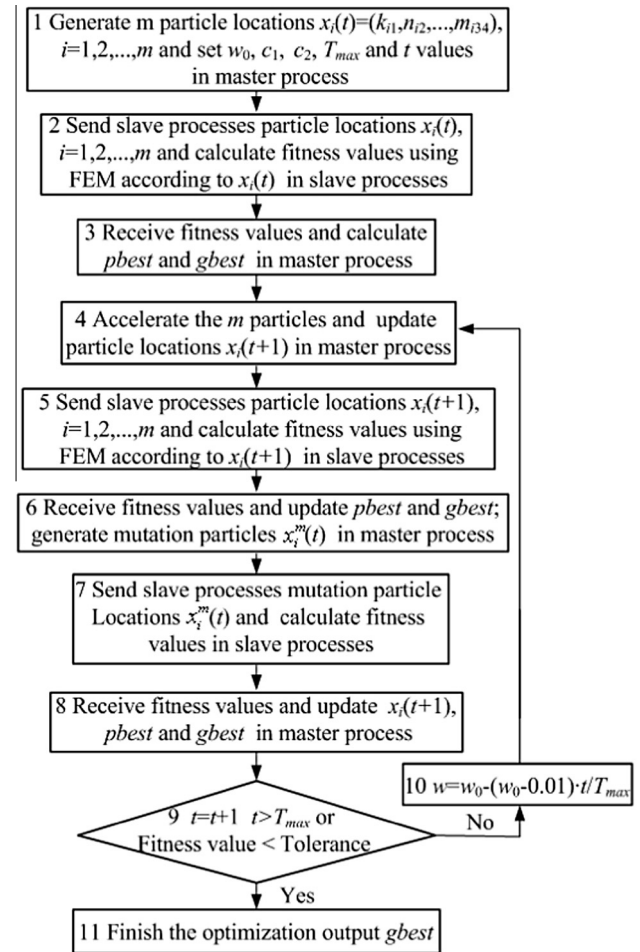 1 Generate m particle locations xᵢ(t)=(kᵢ₁,nᵢ₂,...,mᵢ₃₄),
i=1,2,...,m and set w₀, c₁, c₂, Tₘₐₓ and t values
in master process
2 Send slave processes particle locations xᵢ(t),
i=1,2,...,m and calculate fitness values using
FEM according to xᵢ(t) in slave processes
3 Receive fitness values and calculate
pbest and gbest in master process
4 Accelerate the m particles and update
particle locations xᵢ(t+1) in master process
5 Send slave processes particle locations xᵢ(t+1),
i=1,2,...,m and calculate fitness values using
FEM according to xᵢ(t+1) in slave processes
6 Receive fitness values and update pbest and gbest;
generate mutation particles xᵢᵐ(t) in master process
7 Send slave processes mutation particle
Locations xᵢᵐ(t) and calculate fitness
values in slave processes
8 Receive fitness values and update xᵢ(t+1),
pbest and gbest in master process
9 t=t+1 t>Tₘₐₓ or
Fitness value < Tolerance
10 w=w₀-(w₀-0.01)·t/Tₘₐₓ
No
Yes
11 Finish the optimization output gbest